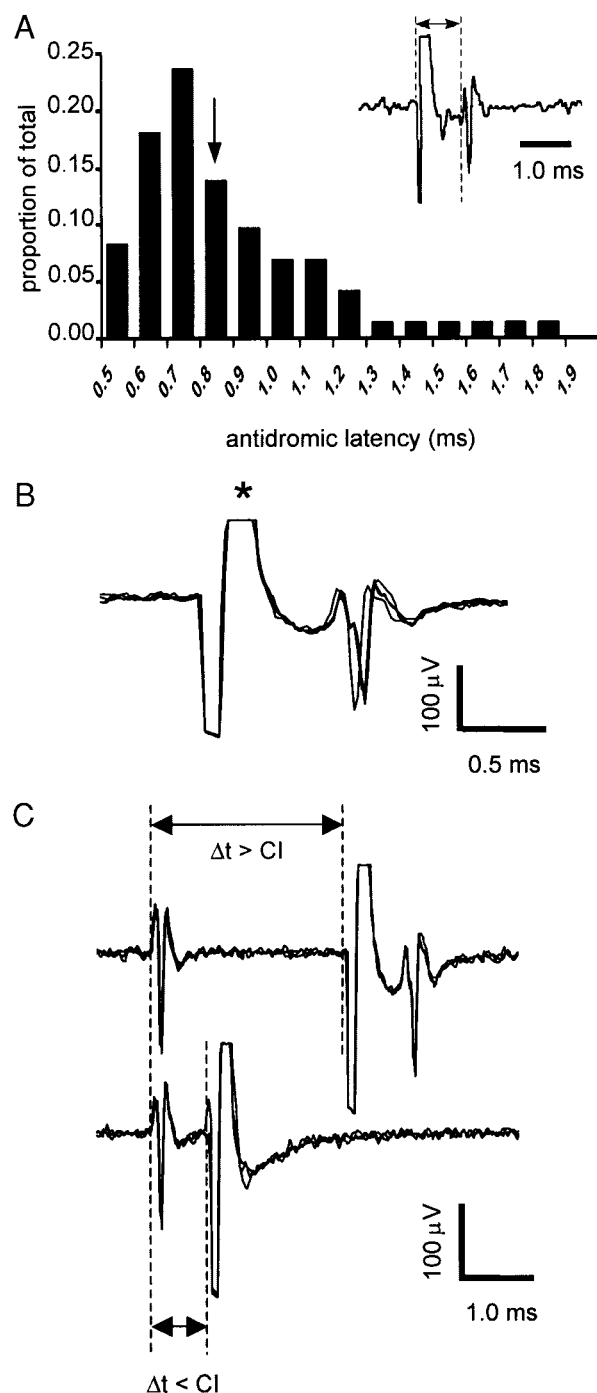 A
proportion of total
0.25
0.20
0.15
0.10
0.05
0.00
0.5 0.6 0.7 0.8 0.9 1.0 1.1 1.2 1.3 1.4 1.5 1.6 1.7 1.8 1.9
antidromic latency (ms)
1.0 ms
B
*
100 μV
0.5 ms
C
Δt > CI
100 μV
1.0 ms
Δt < CI